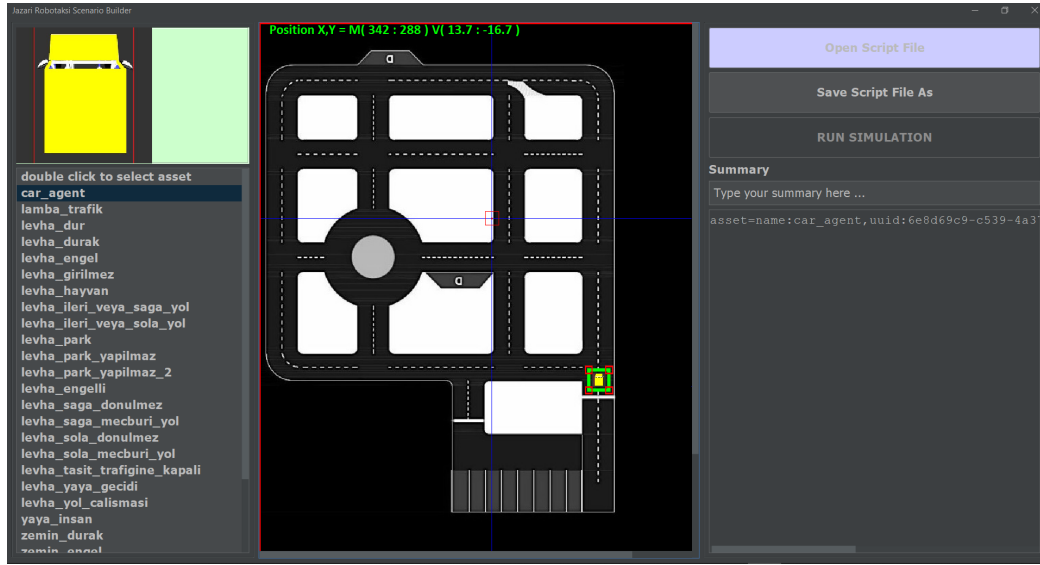 Jazari Robotaksi Scenario Builder
Position X,Y = M( 342 : 288 ) V( 13.7 : -16.7 )
D
D
double click to select asset
car_agent
lamba_trafik
levha_dur
levha_durak
levha_engel
levha_girilmez
levha_hayvan
levha_ileri_veya_saga_yol
levha_ileri_veya_sola_yol
levha_park
levha_park_yapilmaz
levha_park_yapilmaz_2
levha_engelli
levha_saga_donulmez
levha_saga_mecburi_yol
levha_sola_donulmez
levha_sola_mecburi_yol
levha_tasit_trafigine_kapali
levha_yaya_gecidi
levha_yol_calismasi
yaya_insan
zemin_durak
zemin_engel
Open Script File
Save Script File As
RUN SIMULATION
Summary
Type your summary here ...
asset=name:car_agent,uuid:6e8d69c9-c539-4a37